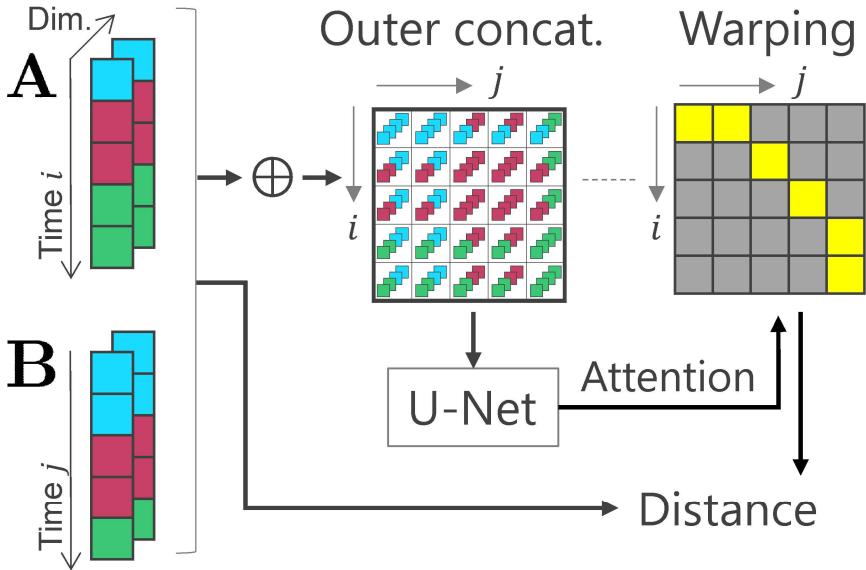 Dim.
A
Time i
B
Time j
Outer concat.
j
i
Warping
j
i
U-Net
Attention
Distance